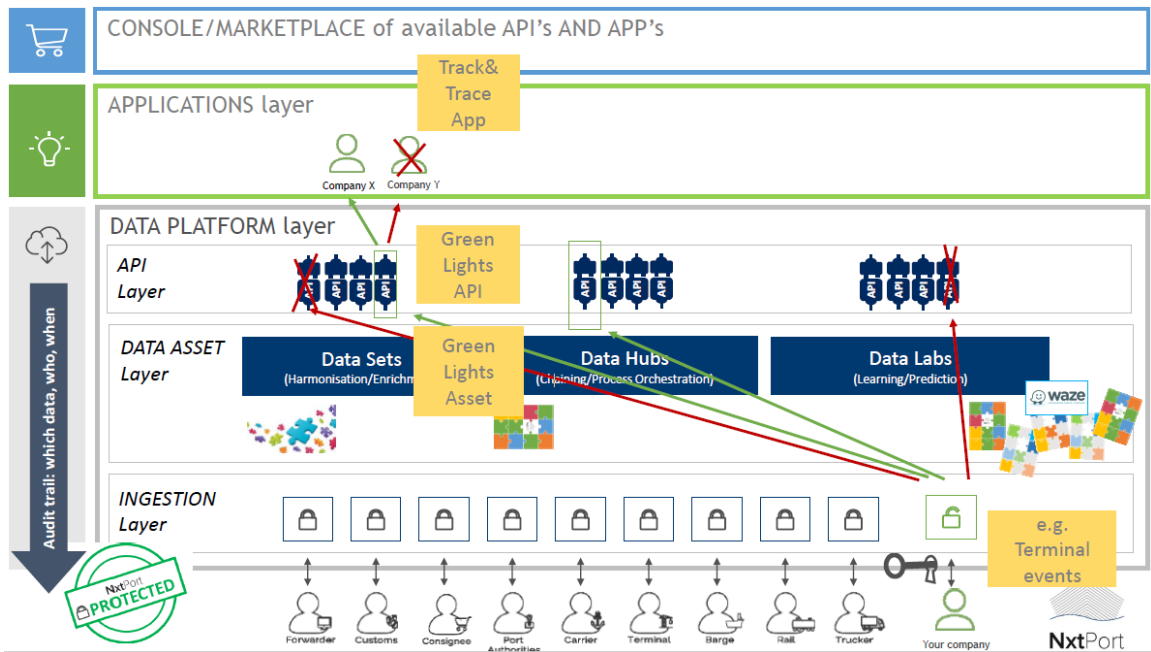 CONSOLE/MARKETPLACE of available API's AND APP's
Track&
Trace
App
APPLICATIONS layer
Company X
Company Y
DATA PLATFORM layer
API
Layer
API API API API
Green
Lights
API
API API API API
API API API API
DATA ASSET
Layer
Data Sets
(Harmonisation/Enrichm
Green
Lights
Asset
Data Hubs
(Chaining/Process Orchestration)
Data Labs
(Learning/Prediction)
waze
INGESTION
Layer
e.g.
Terminal
events
Audit trail: which data, who, when
NxtPort
PROTECTED
Forwarder
Customs
Consignee
Port
Authorities
Carrier
Terminal
Barge
Rail
Trucker
Your company
NxtPort